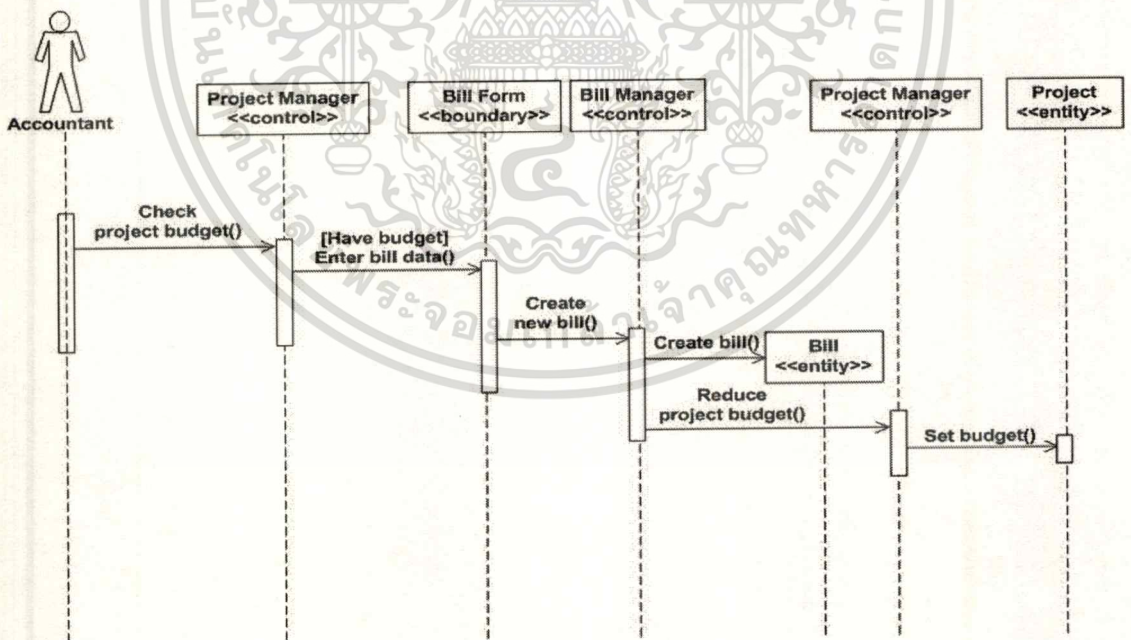 Accountant
Project Manager
<<control>>
Bill Form
<<boundary>>
Bill Manager
<<control>>
Project Manager
<<control>>
Project
<<entity>>
Check
project budget()
[Have budget]
Enter bill data()
Create
new bill()
Create bill()
Bill
<<entity>>
Reduce
project budget()
Set budget()